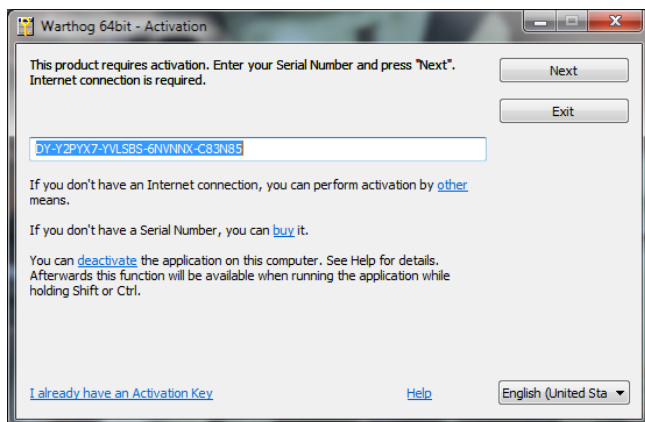 Warthog 64bit - Activation
This product requires activation. Enter your Serial Number and press "Next".
Internet connection is required.
Next
Exit
DY-Y2PYX7-YVLSBS-6NVNNX-C83N85
If you don't have an Internet connection, you can perform activation by other
means.
If you don't have a Serial Number, you can buy it.
You can deactivate the application on this computer. See Help for details.
Afterwards this function will be available when running the application while
holding Shift or Ctrl.
I already have an Activation Key
Help
English (United Sta